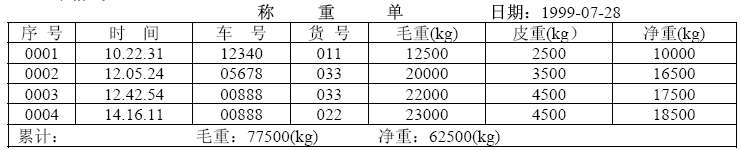 称 重 单 日期：1999-07-28
序 号 时 间 车 号 货 号 毛重(kg) 皮重(kg） 净重(kg)
0001 10.22.31 12340 011 12500 2500 10000
0002 12.05.24 05678 033 20000 3500 16500
0003 12.42.54 00888 033 22000 4500 17500
0004 14.16.11 00888 022 23000 4500 18500
累计： 毛重：77500(kg) 净重：62500(kg)